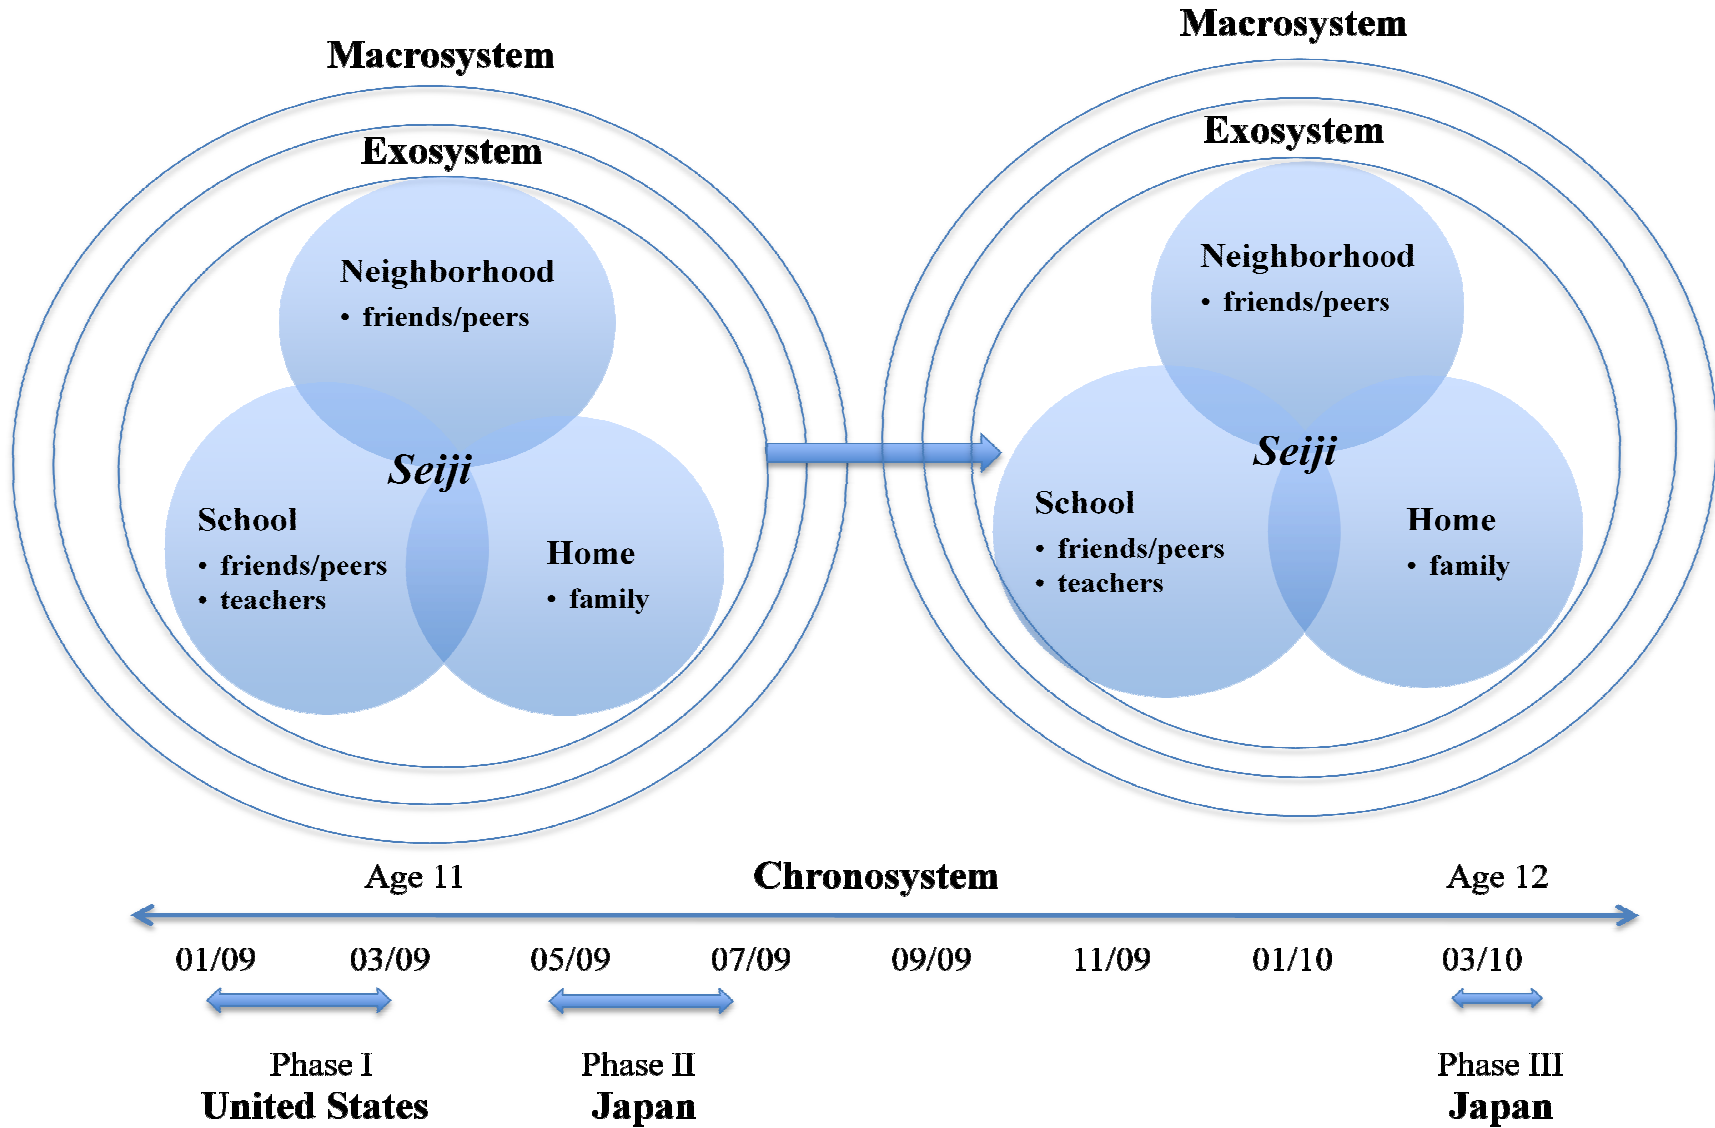 Macrosystem
Exosystem
Neighborhood
• friends/peers
Seiji
School
• friends/peers
• teachers
Home
• family
Macrosystem
Exosystem
Neighborhood
• friends/peers
Seiji
School
• friends/peers
• teachers
Home
• family
Age 11
Chronosystem
Age 12
01/09 03/09 05/09 07/09 09/09 11/09 01/10 03/10
Phase I
United States
Phase II
Japan
Phase III
Japan